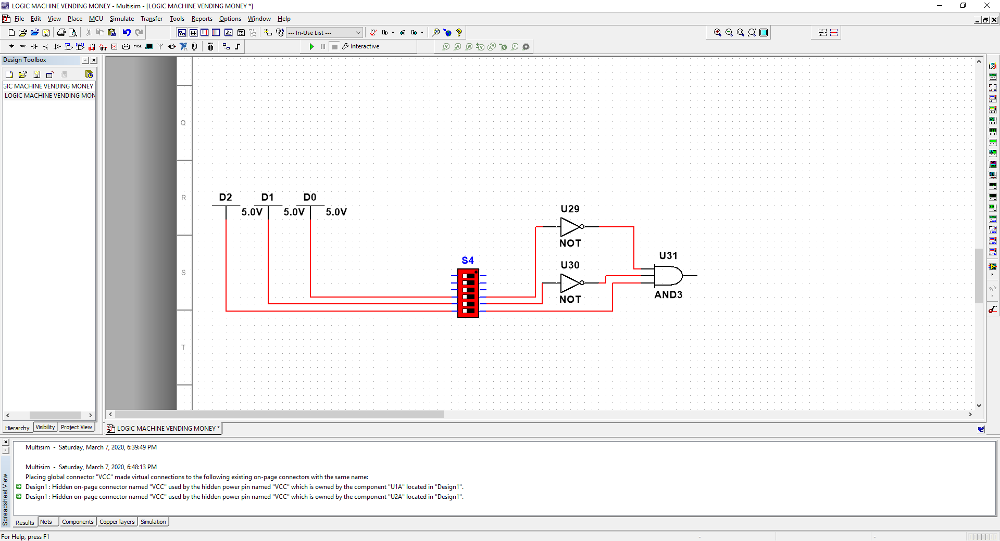 LOGIC MACHINE VENDING MONEY - Multisim - [LOGIC MACHINE VENDING MONEY *]
File Edit View Place MCU Simulate Transfer Tools Reports Options Window Help
--- In-Use List ---
Interactive
Design Toolbox
GIC MACHINE VENDING MONEY
LOGIC MACHINE VENDING MON
Q
R
S
T
D2 D1 D0
5.0V 5.0V 5.0V
U29
NOT
S4
U30
NOT
U31
AND3
Hierarchy Visibility Project View
LOGIC MACHINE VENDING MONEY *
Multisim - Saturday, March 7, 2020, 6:39:49 PM
Multisim - Saturday, March 7, 2020, 6:48:13 PM
Placing global connector "VCC" made virtual connections to the following existing on-page connectors with the same name:
Design1 : Hidden on-page connector named "VCC" used by the hidden power pin named "VCC" which is owned by the component "U1A" located in "Design1".
Design1 : Hidden on-page connector named "VCC" used by the hidden power pin named "VCC" which is owned by the component "U2A" located in "Design1".
Spreadsheet View
Results Nets Components Copper layers Simulation
For Help, press F1
- -